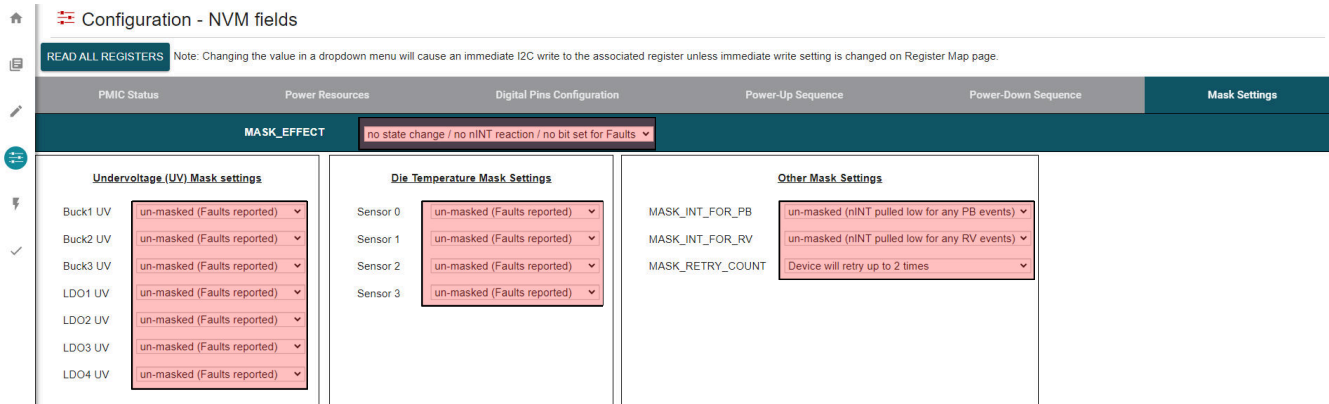 Configuration - NVM fields
READ ALL REGISTERS Note: Changing the value in a dropdown menu will cause an immediate I2C write to the associated register unless immediate write setting is changed on Register Map page.
PMIC Status Power Resources Digital Pins Configuration Power-Up Sequence Power-Down Sequence Mask Settings
MASK_EFFECT no state change / no nINT reaction / no bit set for Faults
Undervoltage (UV) Mask settings
Buck1 UV un-masked (Faults reported)
Buck2 UV un-masked (Faults reported)
Buck3 UV un-masked (Faults reported)
LDO1 UV un-masked (Faults reported)
LDO2 UV un-masked (Faults reported)
LDO3 UV un-masked (Faults reported)
LDO4 UV un-masked (Faults reported)
Die Temperature Mask Settings
Sensor 0 un-masked (Faults reported)
Sensor 1 un-masked (Faults reported)
Sensor 2 un-masked (Faults reported)
Sensor 3 un-masked (Faults reported)
Other Mask Settings
MASK_INT_FOR_PB un-masked (nINT pulled low for any PB events)
MASK_INT_FOR_RV un-masked (nINT pulled low for any RV events)
MASK_RETRY_COUNT Device will retry up to 2 times